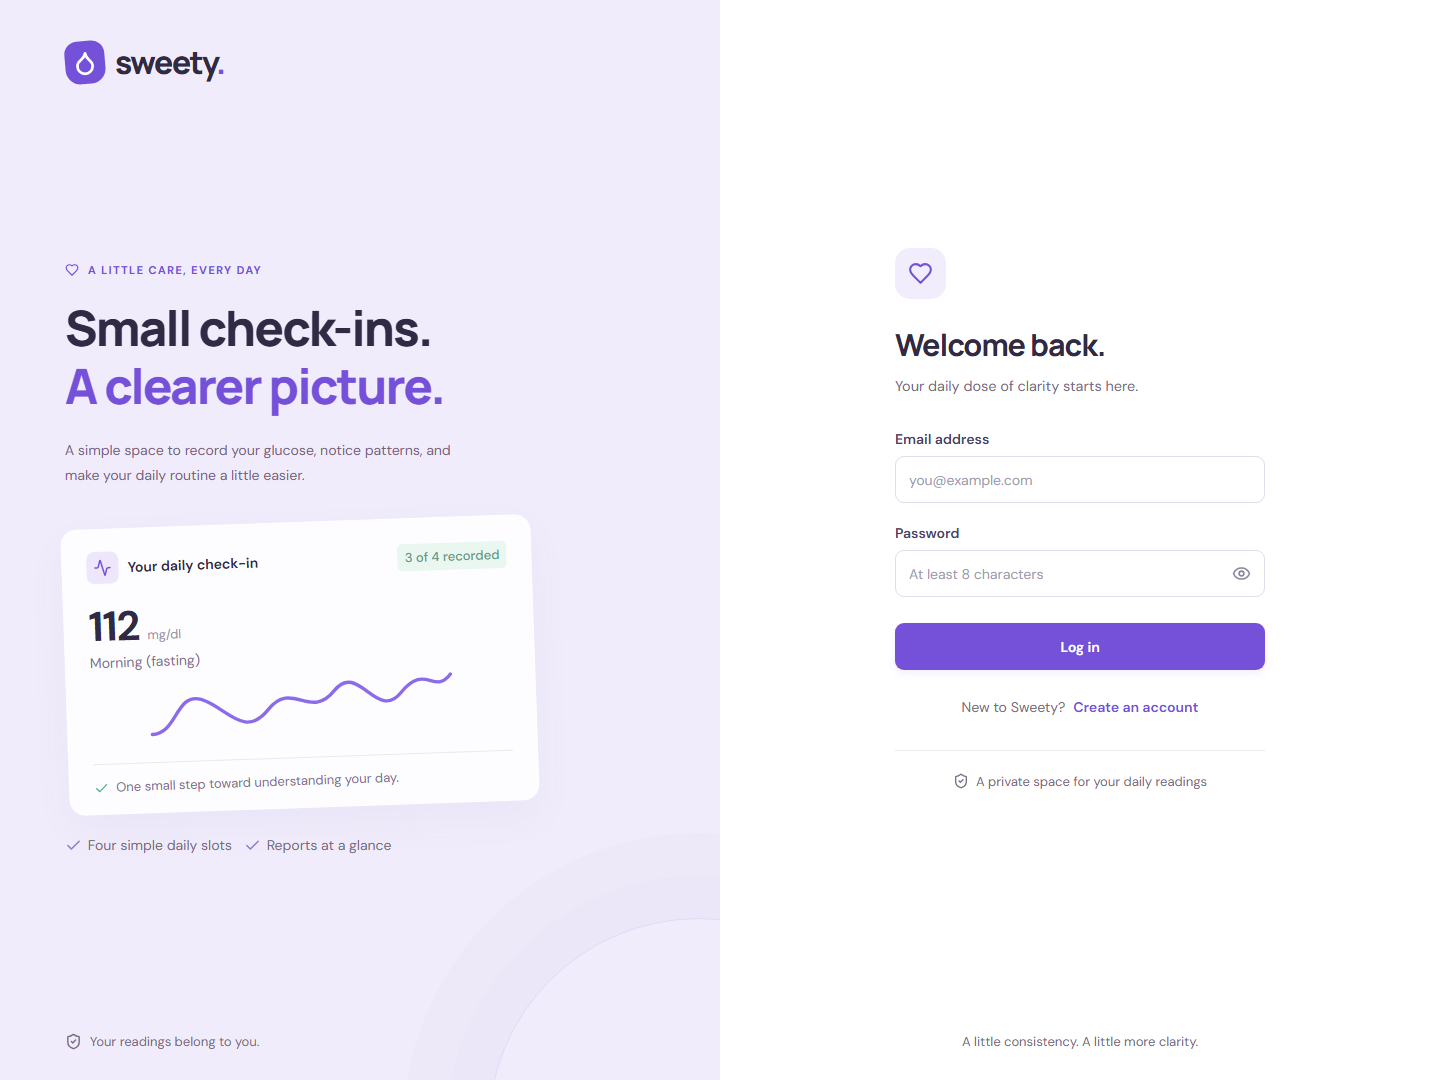 sweety.
A LITTLE CARE, EVERY DAY
Small check-ins.
A clearer picture.
A simple space to record your glucose, notice patterns, and
make your daily routine a little easier.
Your daily check-in
3 of 4 recorded
112 mg/dl
Morning (fasting)
One small step toward understanding your day.
Four simple daily slots
Reports at a glance
Your readings belong to you.
Welcome back.
Your daily dose of clarity starts here.
Email address
you@example.com
Password
At least 8 characters
Log in
New to Sweety? Create an account
A private space for your daily readings
A little consistency. A little more clarity.